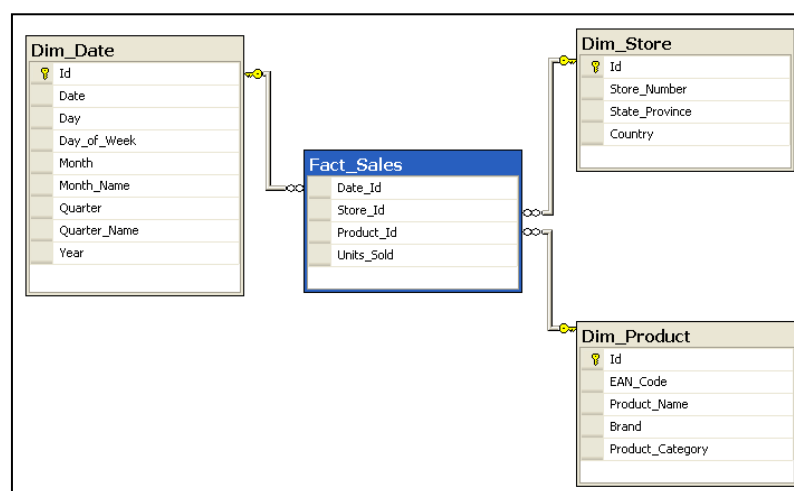 Dim_Date
Id
Date
Day
Day_of_Week
Month
Month_Name
Quarter
Quarter_Name
Year
Fact_Sales
Date_Id
Store_Id
Product_Id
Units_Sold
Dim_Store
Id
Store_Number
State_Province
Country
Dim_Product
Id
EAN_Code
Product_Name
Brand
Product_Category